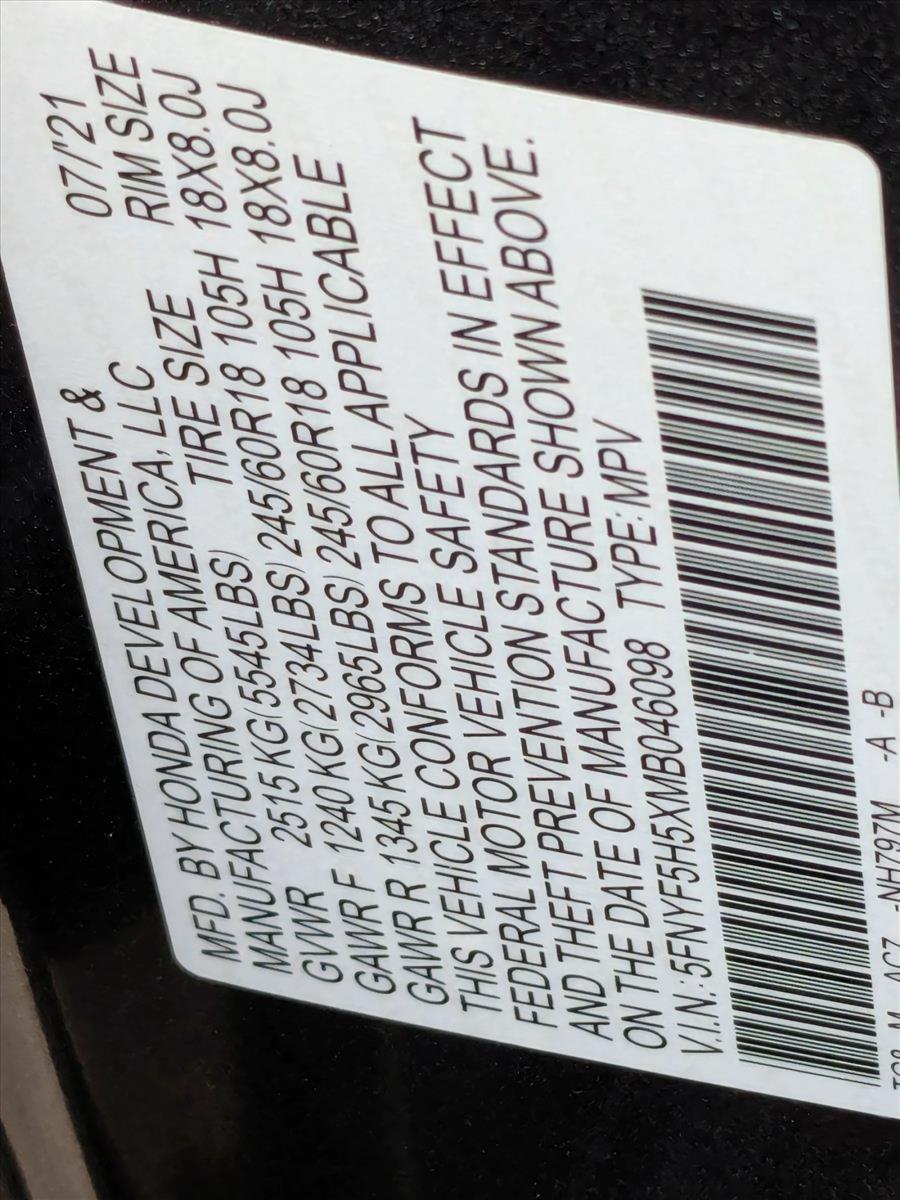 MFD. BY HONDA DEVELOPMENT & 07/'21
MANUFACTURING OF AMERICA, LLC RIM SIZE
GVWR 2515 KG(5545LBS) TIRE SIZE 18X8.0J
GAWR F 1240 KG(2734LBS) 245/60R18 105H 18X8.0J
GAWR R 1345 KG(2965LBS) 245/60R18 105H
THIS VEHICLE CONFORMS TO ALL APPLICABLE
FEDERAL MOTOR VEHICLE SAFETY
AND THEFT PREVENTION STANDARDS IN EFFECT
ON THE DATE OF MANUFACTURE SHOWN ABOVE.
V.I.N.:5FNYF5H5XMB046098 TYPE: MPV
-NH797M -A -B